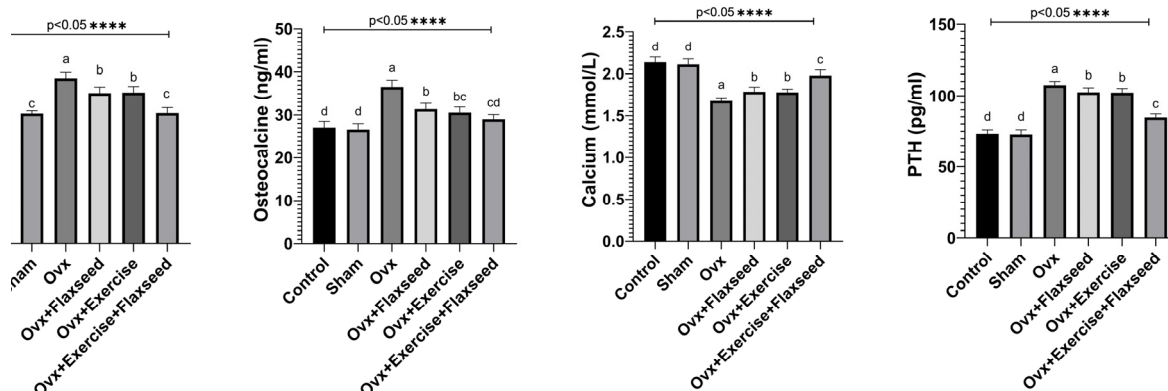 p<0.05 ****
a
b
b
c
c
Ovx
Ovx+Flaxseed
Ovx+Exercise
Ovx+Exercise+Flaxseed
p<0.05 ****
Osteocalcine (ng/ml)
50
40
30
20
10
0
d
d
a
b
bc
cd
Control
Sham
Ovx
Ovx+Flaxseed
Ovx+Exercise
Ovx+Exercise+Flaxseed
p<0.05 ****
Calcium (mmol/L)
2.5
2.0
1.5
1.0
0.5
0.0
d
d
a
b
b
c
Control
Sham
Ovx
Ovx+Flaxseed
Ovx+Exercise
Ovx+Exercise+Flaxseed
p<0.05 ****
PTH (pg/ml)
150
100
50
0
d
d
a
b
b
c
Control
Sham
Ovx
Ovx+Flaxseed
Ovx+Exercise
Ovx+Exercise+Flaxseed